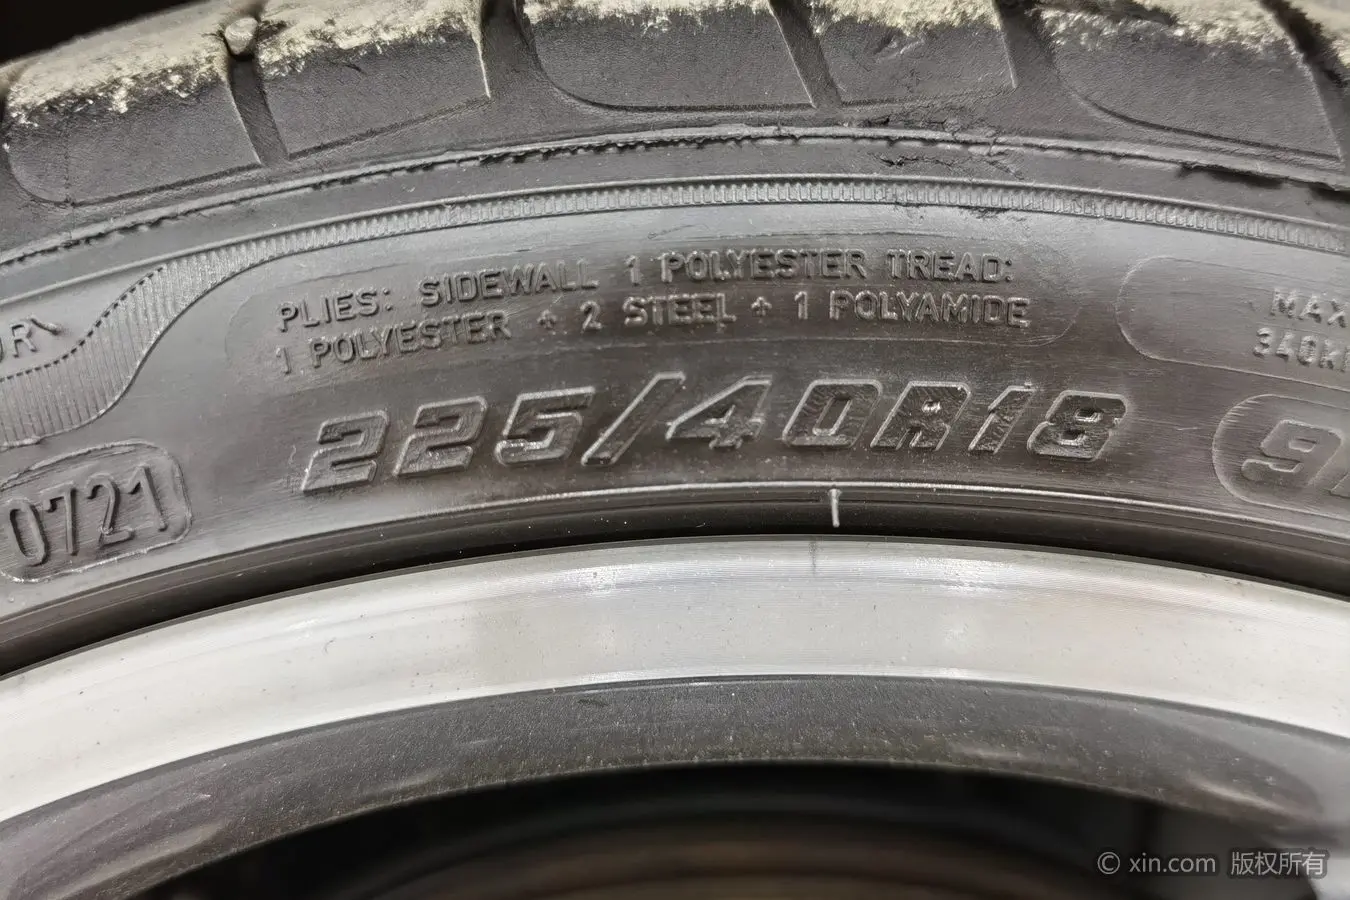 PLIES: SIDEWALL 1 POLYESTER TREAD:
1 POLYESTER + 2 STEEL + 1 POLYAMIDE
MAX
225/40R18
0721
© xin.com 版权所有